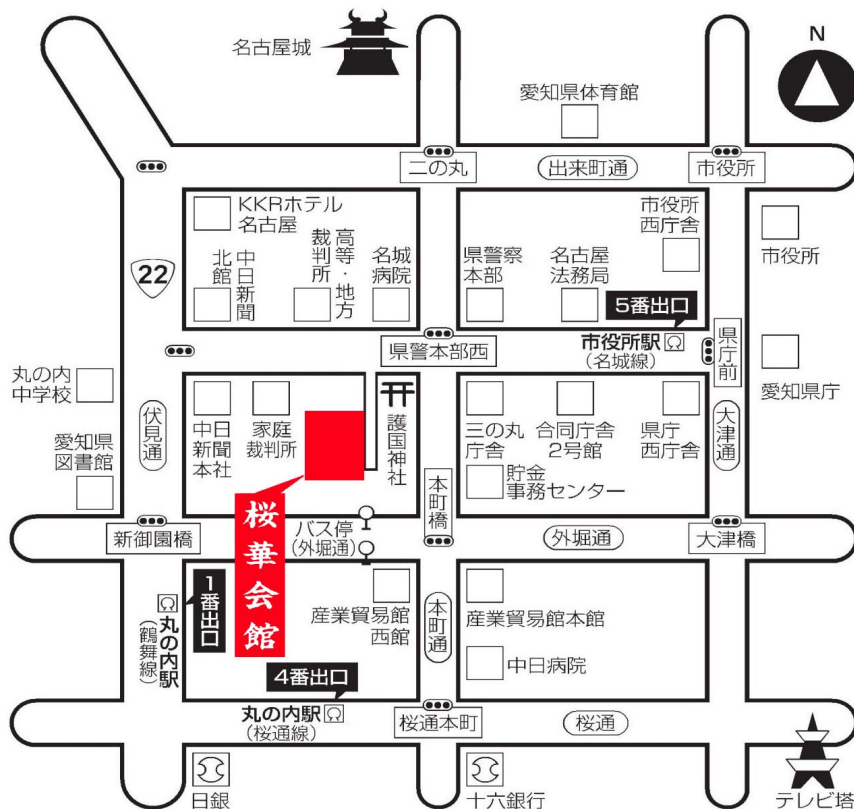 名古屋城
N
愛知県体育館
二の丸
出来町通
市役所
KKRホテル
名古屋
市役所
西庁舎
市役所
22
中日新聞
北館
高等・地方
裁判所
名城
病院
県警察
本部
名古屋
法務局
5番出口
市役所駅
(名城線)
県警本部西
県庁前
愛知県庁
丸の内
中学校
伏見通
中日
新聞
本社
家庭
裁判所
護国神社
三の丸
庁舎
合同庁舎
2号館
県庁
西庁舎
大津通
愛知県
図書館
貯金
事務センター
本町橋
新御園橋
桜華会館
バス停
(外堀通)
外堀通
大津橋
1番出口
丸の内駅
(鶴舞線)
産業貿易館
西館
本町通
産業貿易館本館
中日病院
4番出口
丸の内駅
(桜通線)
桜通本町
桜通
日銀
十六銀行
テレビ塔